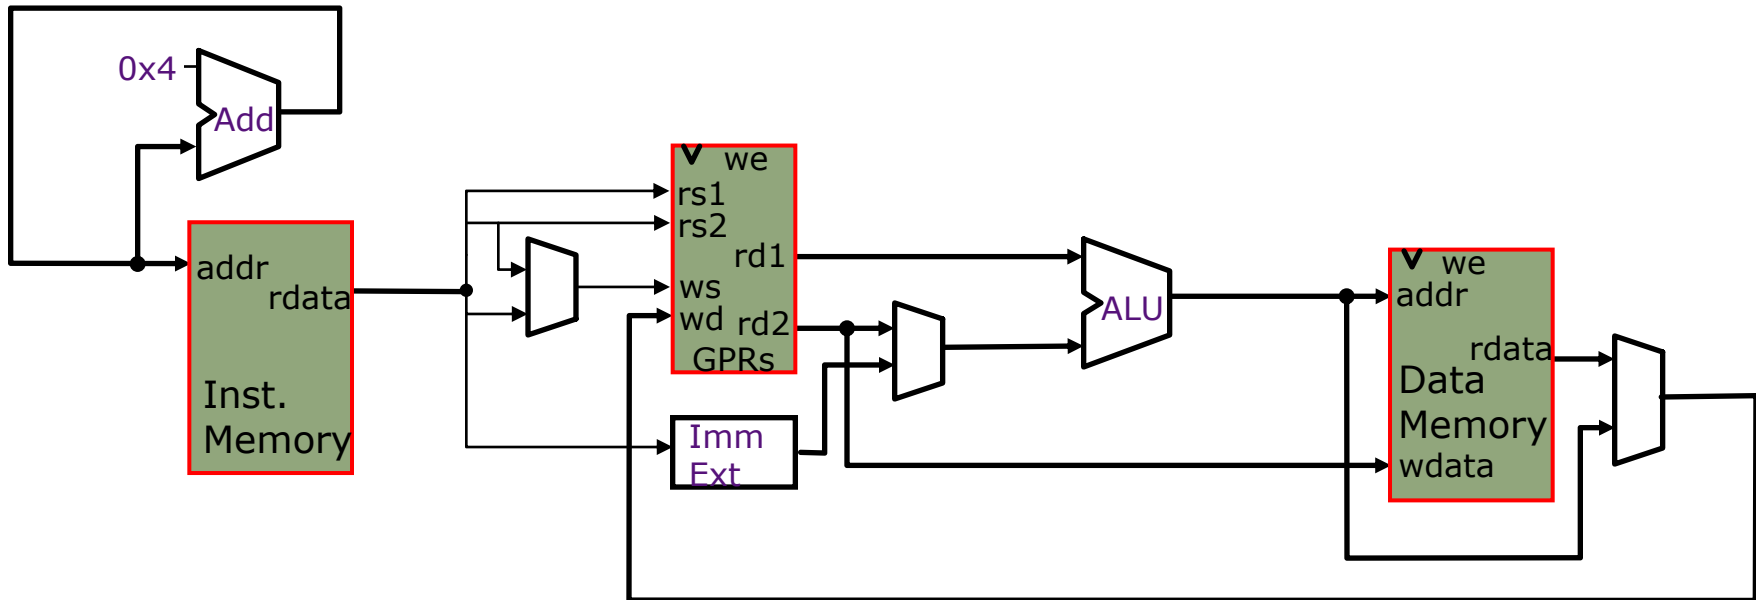 0x4
Add
addr
rdata
Inst.
Memory
we
rs1
rs2
rd1
ws
wd
rd2
GPRs
Imm
Ext
ALU
we
addr
rdata
Data
Memory
wdata